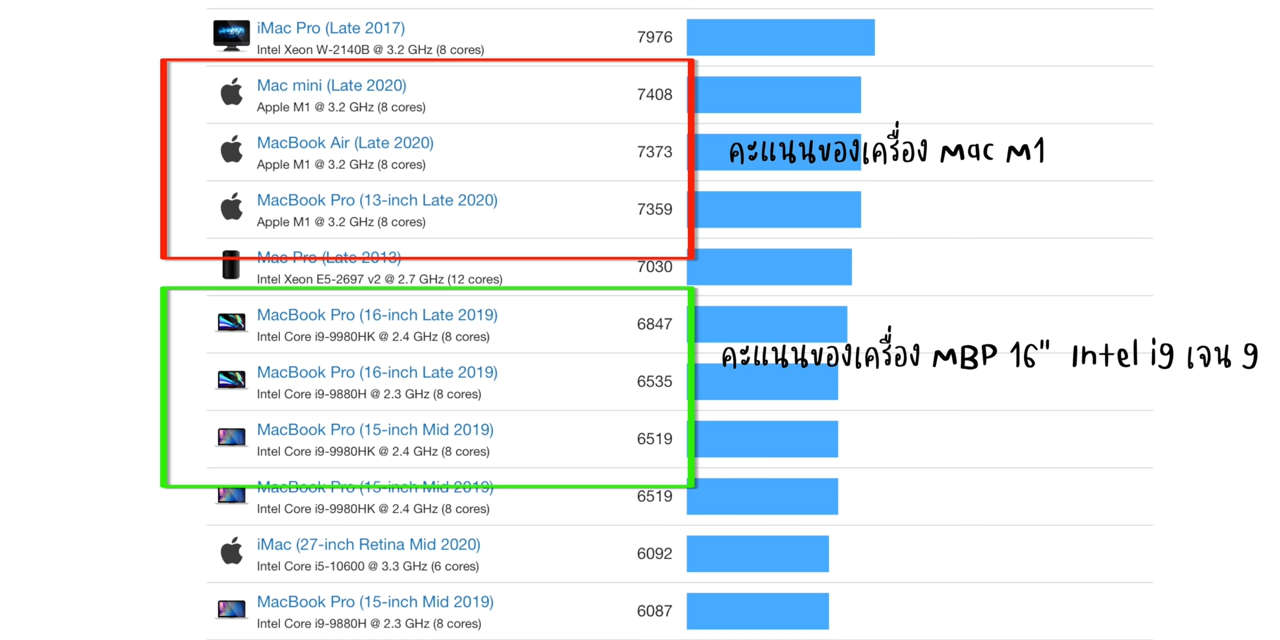 iMac Pro (Late 2017)
Intel Xeon W-2140B @ 3.2 GHz (8 cores)
7976
Mac mini (Late 2020)
Apple M1 @ 3.2 GHz (8 cores)
7408
MacBook Air (Late 2020)
Apple M1 @ 3.2 GHz (8 cores)
7373
คะแนนของเครื่อง Mac M1
MacBook Pro (13-inch Late 2020)
Apple M1 @ 3.2 GHz (8 cores)
7359
Mac Pro (Late 2013)
Intel Xeon E5-2697 v2 @ 2.7 GHz (12 cores)
7030
MacBook Pro (16-inch Late 2019)
Intel Core i9-9980HK @ 2.4 GHz (8 cores)
6847
คะแนนของเครื่อง MBP 16" Intel i9 เจน 9
MacBook Pro (16-inch Late 2019)
Intel Core i9-9880H @ 2.3 GHz (8 cores)
6535
MacBook Pro (15-inch Mid 2019)
Intel Core i9-9980HK @ 2.4 GHz (8 cores)
6519
MacBook Pro (15-inch Mid 2019)
Intel Core i9-9980HK @ 2.4 GHz (8 cores)
6519
iMac (27-inch Retina Mid 2020)
Intel Core i5-10600 @ 3.3 GHz (6 cores)
6092
MacBook Pro (15-inch Mid 2019)
Intel Core i9-9880H @ 2.3 GHz (8 cores)
6087